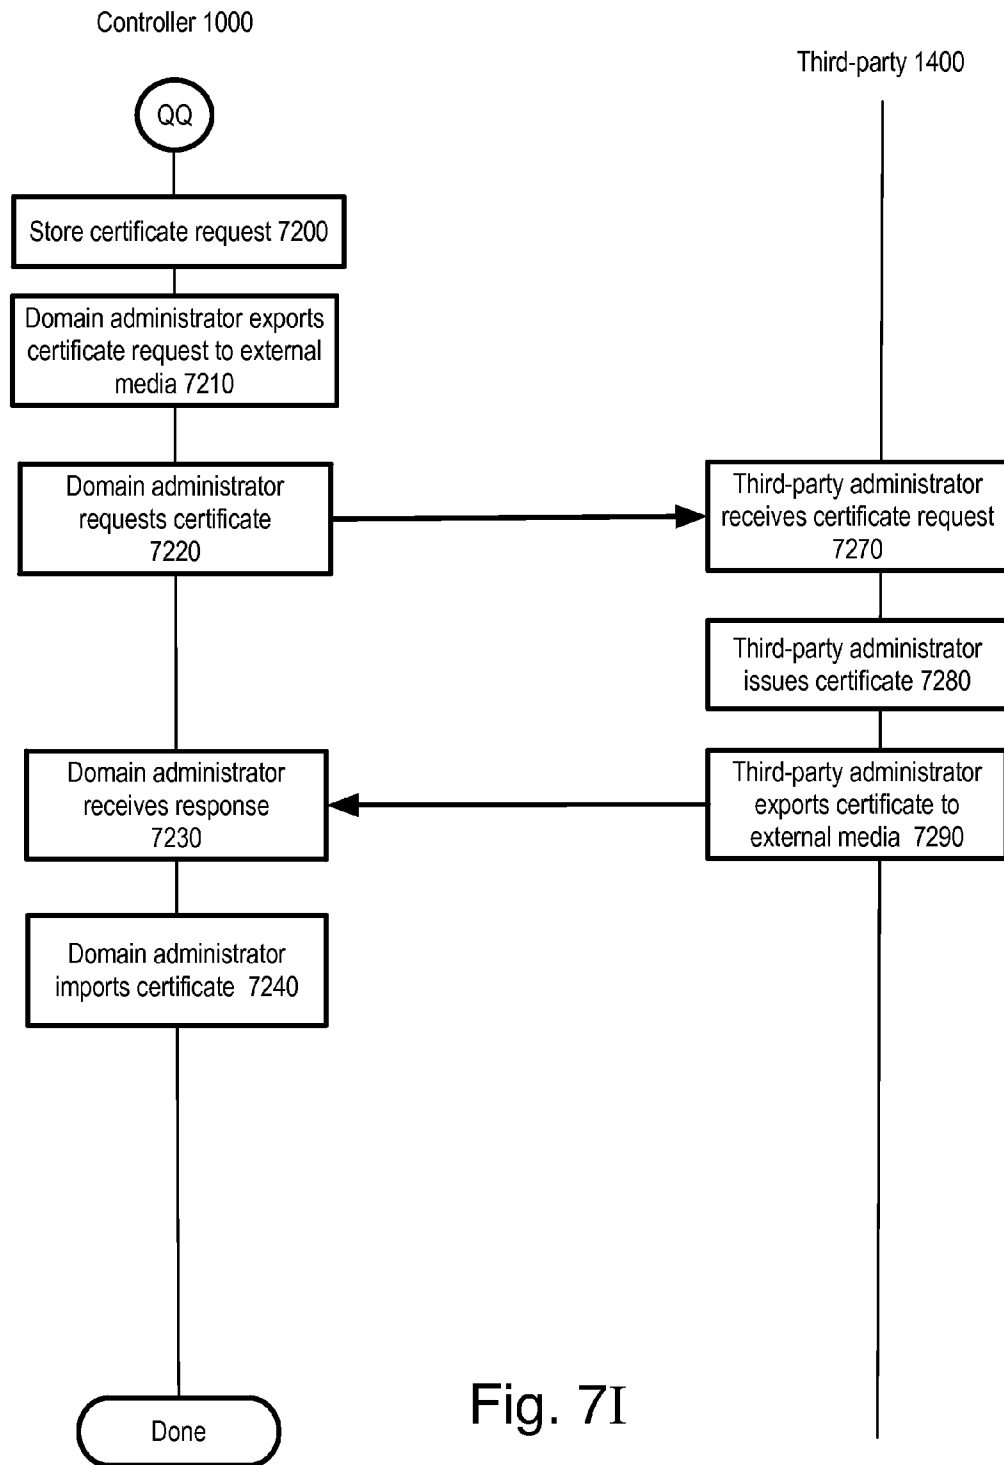 Controller 1000
Third-party 1400
QQ
Store certificate request 7200
Domain administrator exports
certificate request to external
media 7210
Domain administrator
requests certificate
7220
Third-party administrator
receives certificate request
7270
Third-party administrator
issues certificate 7280
Domain administrator
receives response
7230
Third-party administrator
exports certificate to
external media 7290
Domain administrator
imports certificate 7240
Done
Fig. 7I